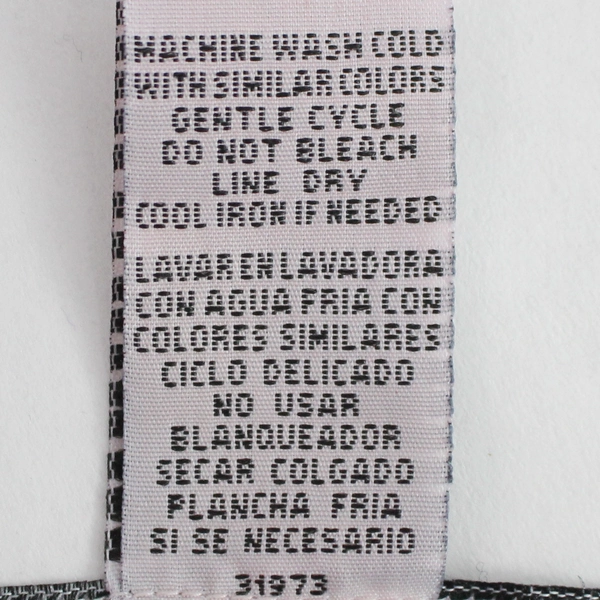 MACHINE WASH COLD
WITH SIMILAR COLORS
GENTLE CYCLE
DO NOT BLEACH
LINE DRY
COOL IRON IF NEEDED
LAVAR EN LAVADORA
CON AGUA FRIA CON
COLORES SIMILARES
CICLO DELICADO
NO USAR
BLANQUEADOR
SECAR COLGADO
PLANCHA FRIA
SI SE NECESARIO
31973